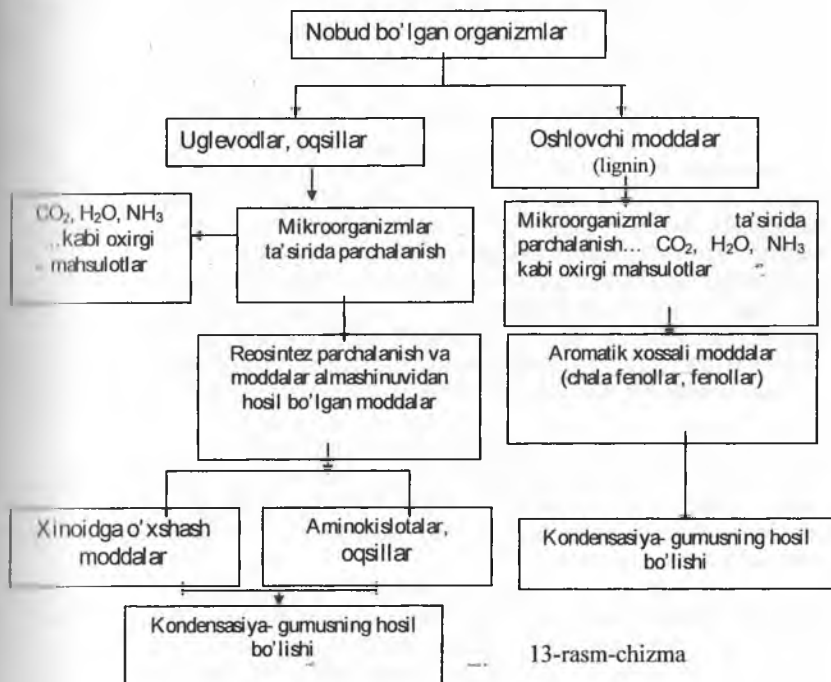 Nobud bo'lgan organizmlar
Uglevodlar, oqsillar
Oshlovchi moddalar
(lignin)
CO₂, H₂O, NH₃
...kabi oxirgi
mahsulotlar
Mikroorganizmlar
ta'sirida parchalanish
Mikroorganizmlar ta'sirida
parchalanish... CO₂, H₂O, NH₃
kabi oxirgi mahsulotlar
Reosintez parchalanish va
moddalar almashinuvidan
hosil bo'lgan moddalar
Aromatik xossali moddalar
(chala fenollar, fenollar)
Xinoidga o'xshash
moddalar
Aminokislotalar,
oqsillar
Kondensasiya- gumusning hosil
bo'lishi
Kondensasiya- gumusning hosil
bo'lishi
13-rasm-chizma